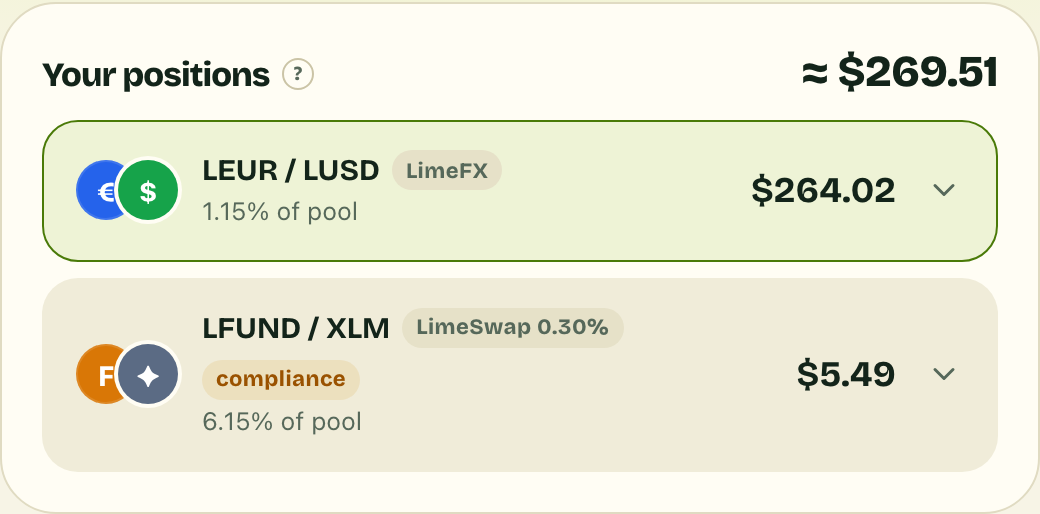 Your positions ? ≈ $269.51
€ $ LEUR / LUSD LimeFX
1.15% of pool
$264.02
F LFUND / XLM LimeSwap 0.30%
compliance
6.15% of pool
$5.49